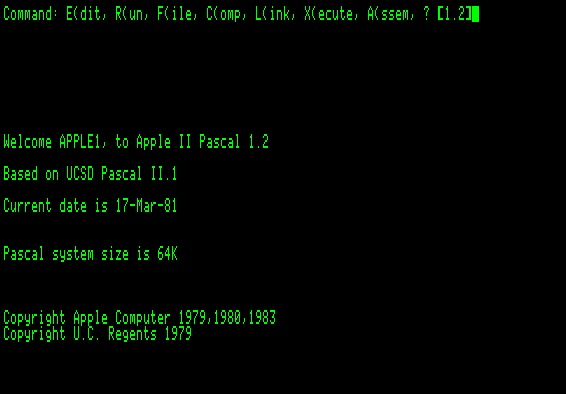 Command: E(dit, R(un, F(ile, C(omp, L(ink, X(ecute, A(ssem, ? [1.2]
Welcome APPLE1, to Apple II Pascal 1.2
Based on UCSD Pascal II.1
Current date is 17-Mar-81
Pascal system size is 64K
Copyright Apple Computer 1979,1980,1983
Copyright U.C. Regents 1979